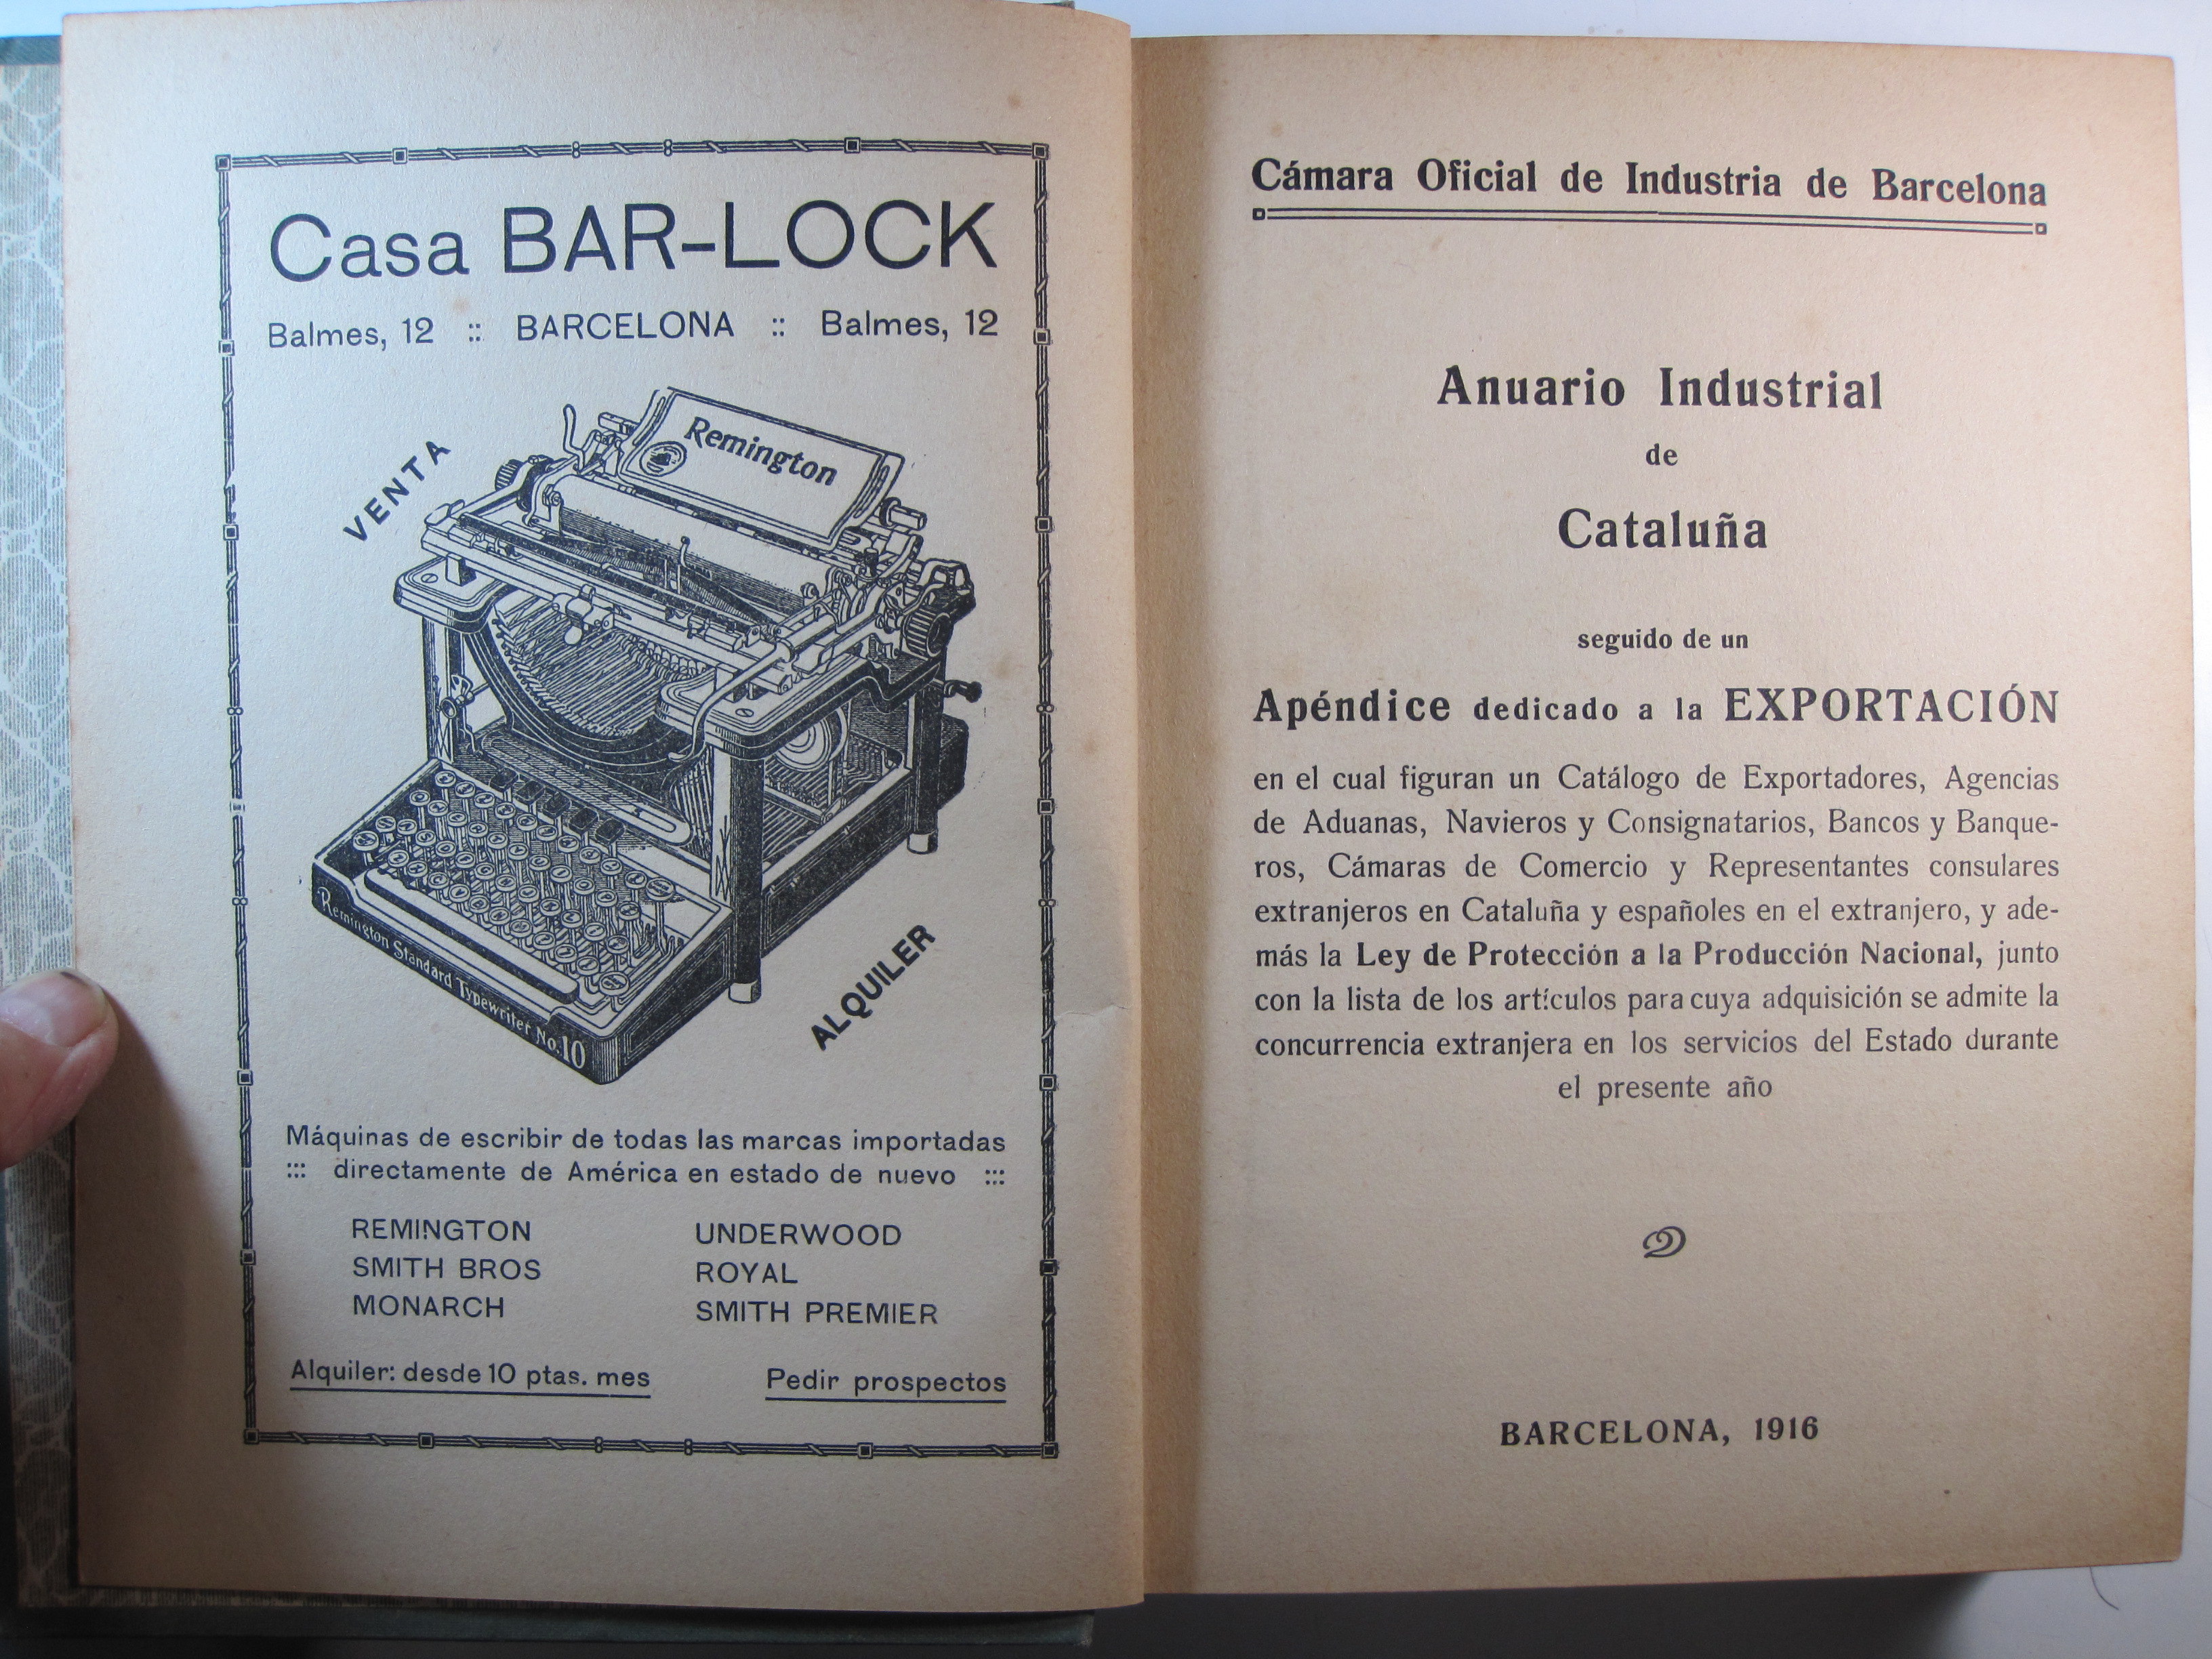 Casa BAR-LOCK
Balmes, 12 :: BARCELONA :: Balmes, 12
VENTA
Remington
Remington Standard Typewriter No. 10
ALQUILER
Máquinas de escribir de todas las marcas importadas
::: directamente de América en estado de nuevo :::
REMINGTON UNDERWOOD
SMITH BROS ROYAL
MONARCH SMITH PREMIER
Alquiler: desde 10 ptas. mes Pedir prospectos
Cámara Oficial de Industria de Barcelona
Anuario Industrial
de
Cataluña
seguido de un
Apéndice dedicado a la EXPORTACIÓN
en el cual figuran un Catálogo de Exportadores, Agencias
de Aduanas, Navieros y Consignatarios, Bancos y Banque-
ros, Cámaras de Comercio y Representantes consulares
extranjeros en Cataluña y españoles en el extranjero, y ade-
más la Ley de Protección a la Producción Nacional, junto
con la lista de los artículos para cuya adquisición se admite la
concurrencia extranjera en los servicios del Estado durante
el presente año
BARCELONA, 1916